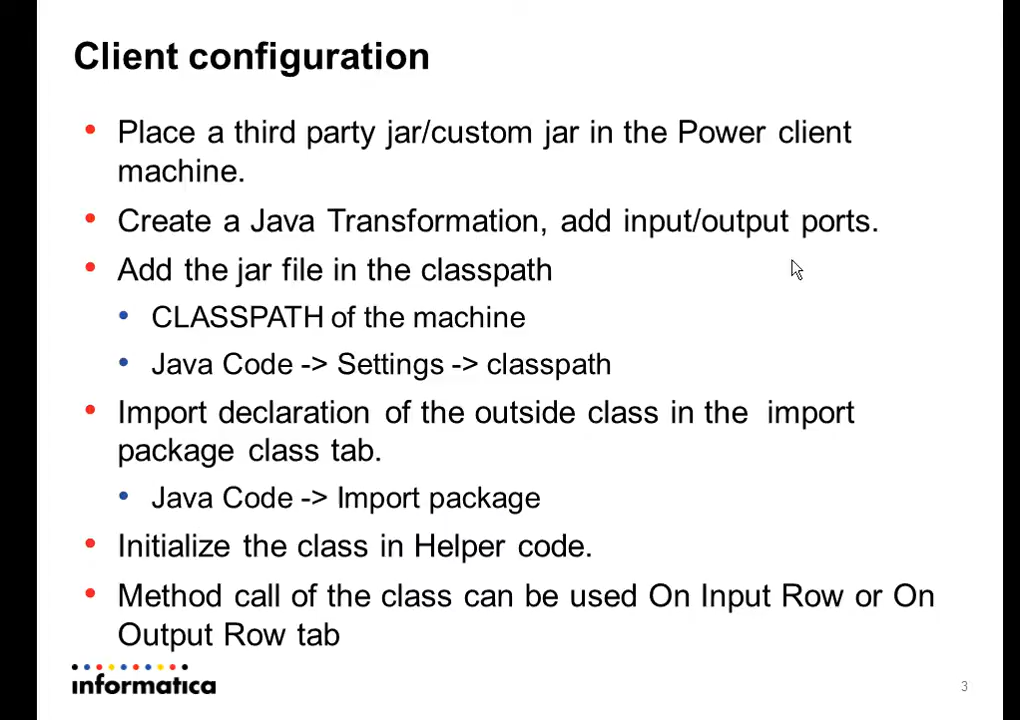 Client configuration
• Place a third party jar/custom jar in the Power client
machine.
• Create a Java Transformation, add input/output ports.
• Add the jar file in the classpath
• CLASSPATH of the machine
• Java Code -> Settings -> classpath
• Import declaration of the outside class in the import
package class tab.
• Java Code -> Import package
• Initialize the class in Helper code.
• Method call of the class can be used On Input Row or On
Output Row tab
informatica
3